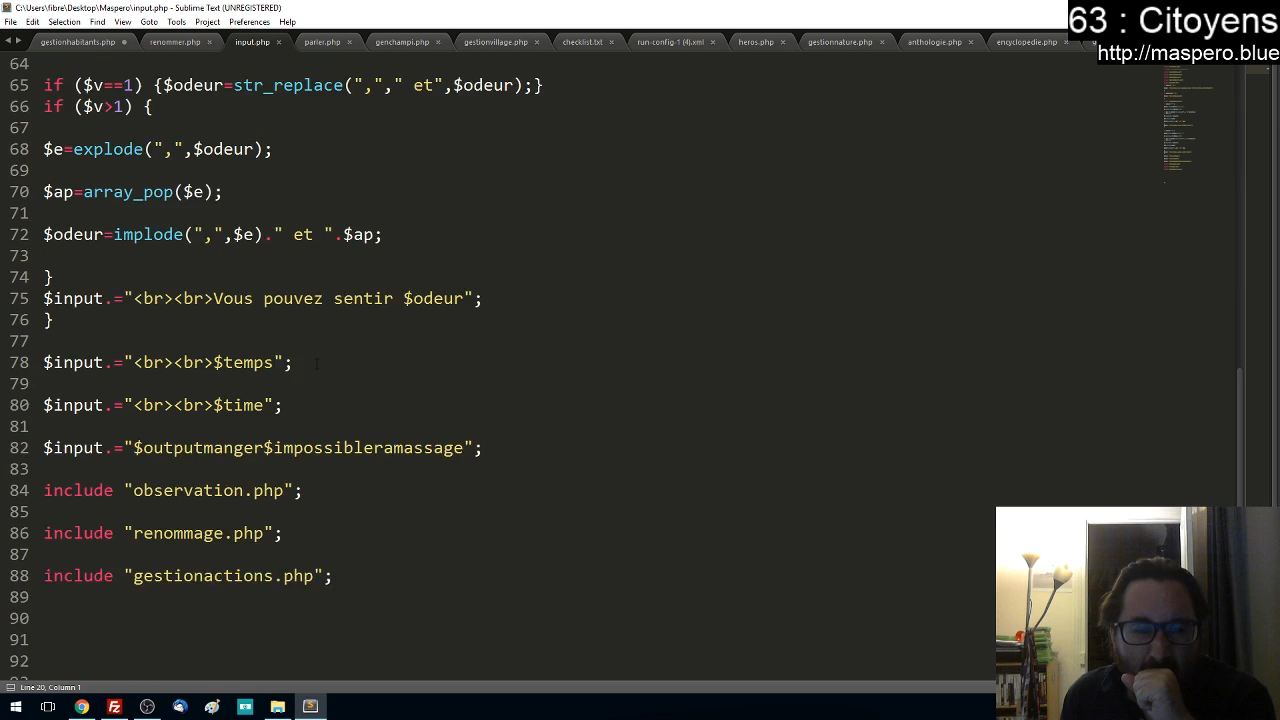 C:\Users\fibre\Desktop\Maspero\input.php - Sublime Text (UNREGISTERED)
63 : Citoyens
File Edit Selection Find View Goto Tools Project Preferences Help
http://maspero.blue
gestionhabitants.php renommer.php × input.php × parler.php × genchampi.php × gestionvillage.php × checklist.txt × run-config-1 (4).xml × heros.php × gestionnature.php × anthologie.php × encyclopedie.php ×
64
65 if ($v==1) {$odeur=str_replace(","," et",$odeur);}
66 if ($v>1) {
67
68 $e=explode(",",$odeur);
69
70 $ap=array_pop($e);
71
72 $odeur=implode(",",$e)." et ".$ap;
73
74 }
75 $input.="<br><br>Vous pouvez sentir $odeur";
76 }
77
78 $input.="<br><br>$temps";
79
80 $input.="<br><br>$time";
81
82 $input.="$outputmanger$impossibleramassage";
83
84 include "observation.php";
85
86 include "renommage.php";
87
88 include "gestionactions.php";
89
90
91
92
Line 20, Column 1